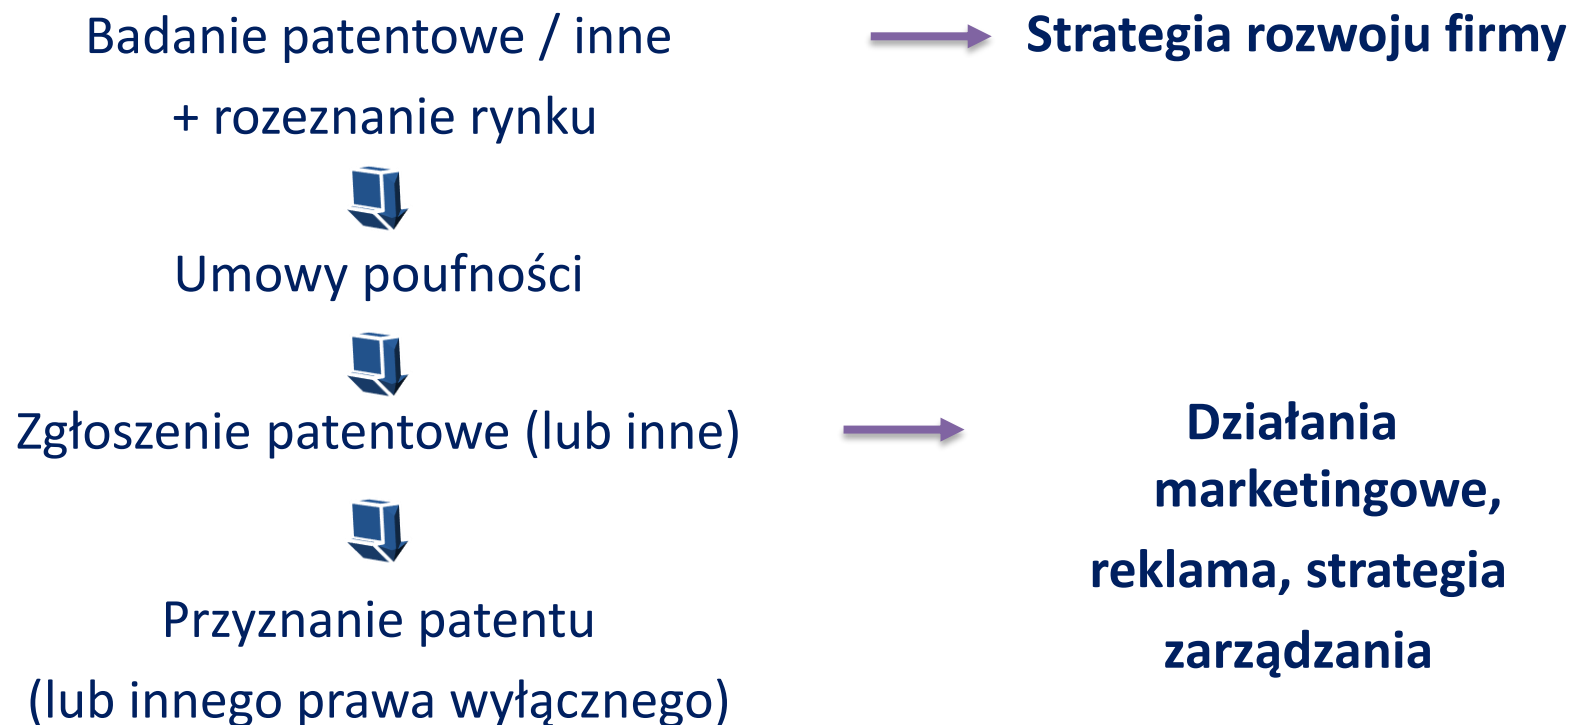 Badanie patentowe / inne
+ rozeznanie rynku
Strategia rozwoju firmy
Umowy poufności
Zgłoszenie patentowe (lub inne)
Działania
marketingowe,
reklama, strategia
zarządzania
Przyznanie patentu
(lub innego prawa wyłącznego)